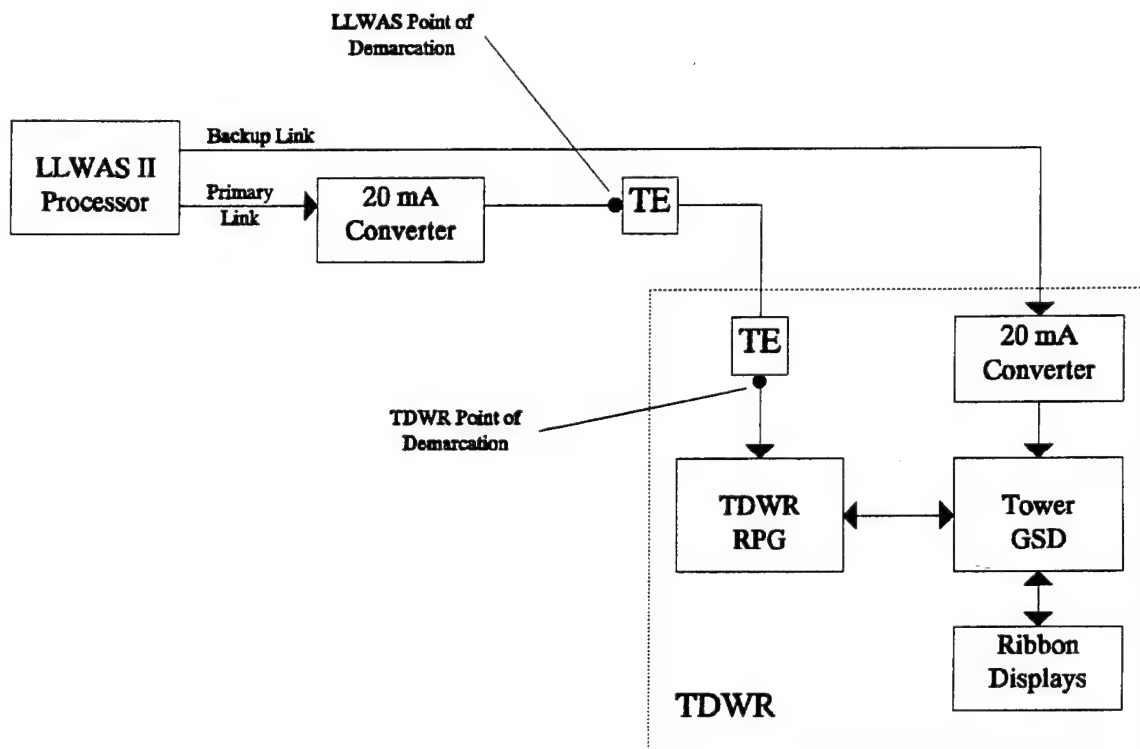 LLWAS Point of
Demarcation
LLWAS II
Processor
Backup Link
Primary
Link
20 mA
Converter
TE
TE
20 mA
Converter
TDWR Point of
Demarcation
TDWR
RPG
Tower
GSD
Ribbon
Displays
TDWR